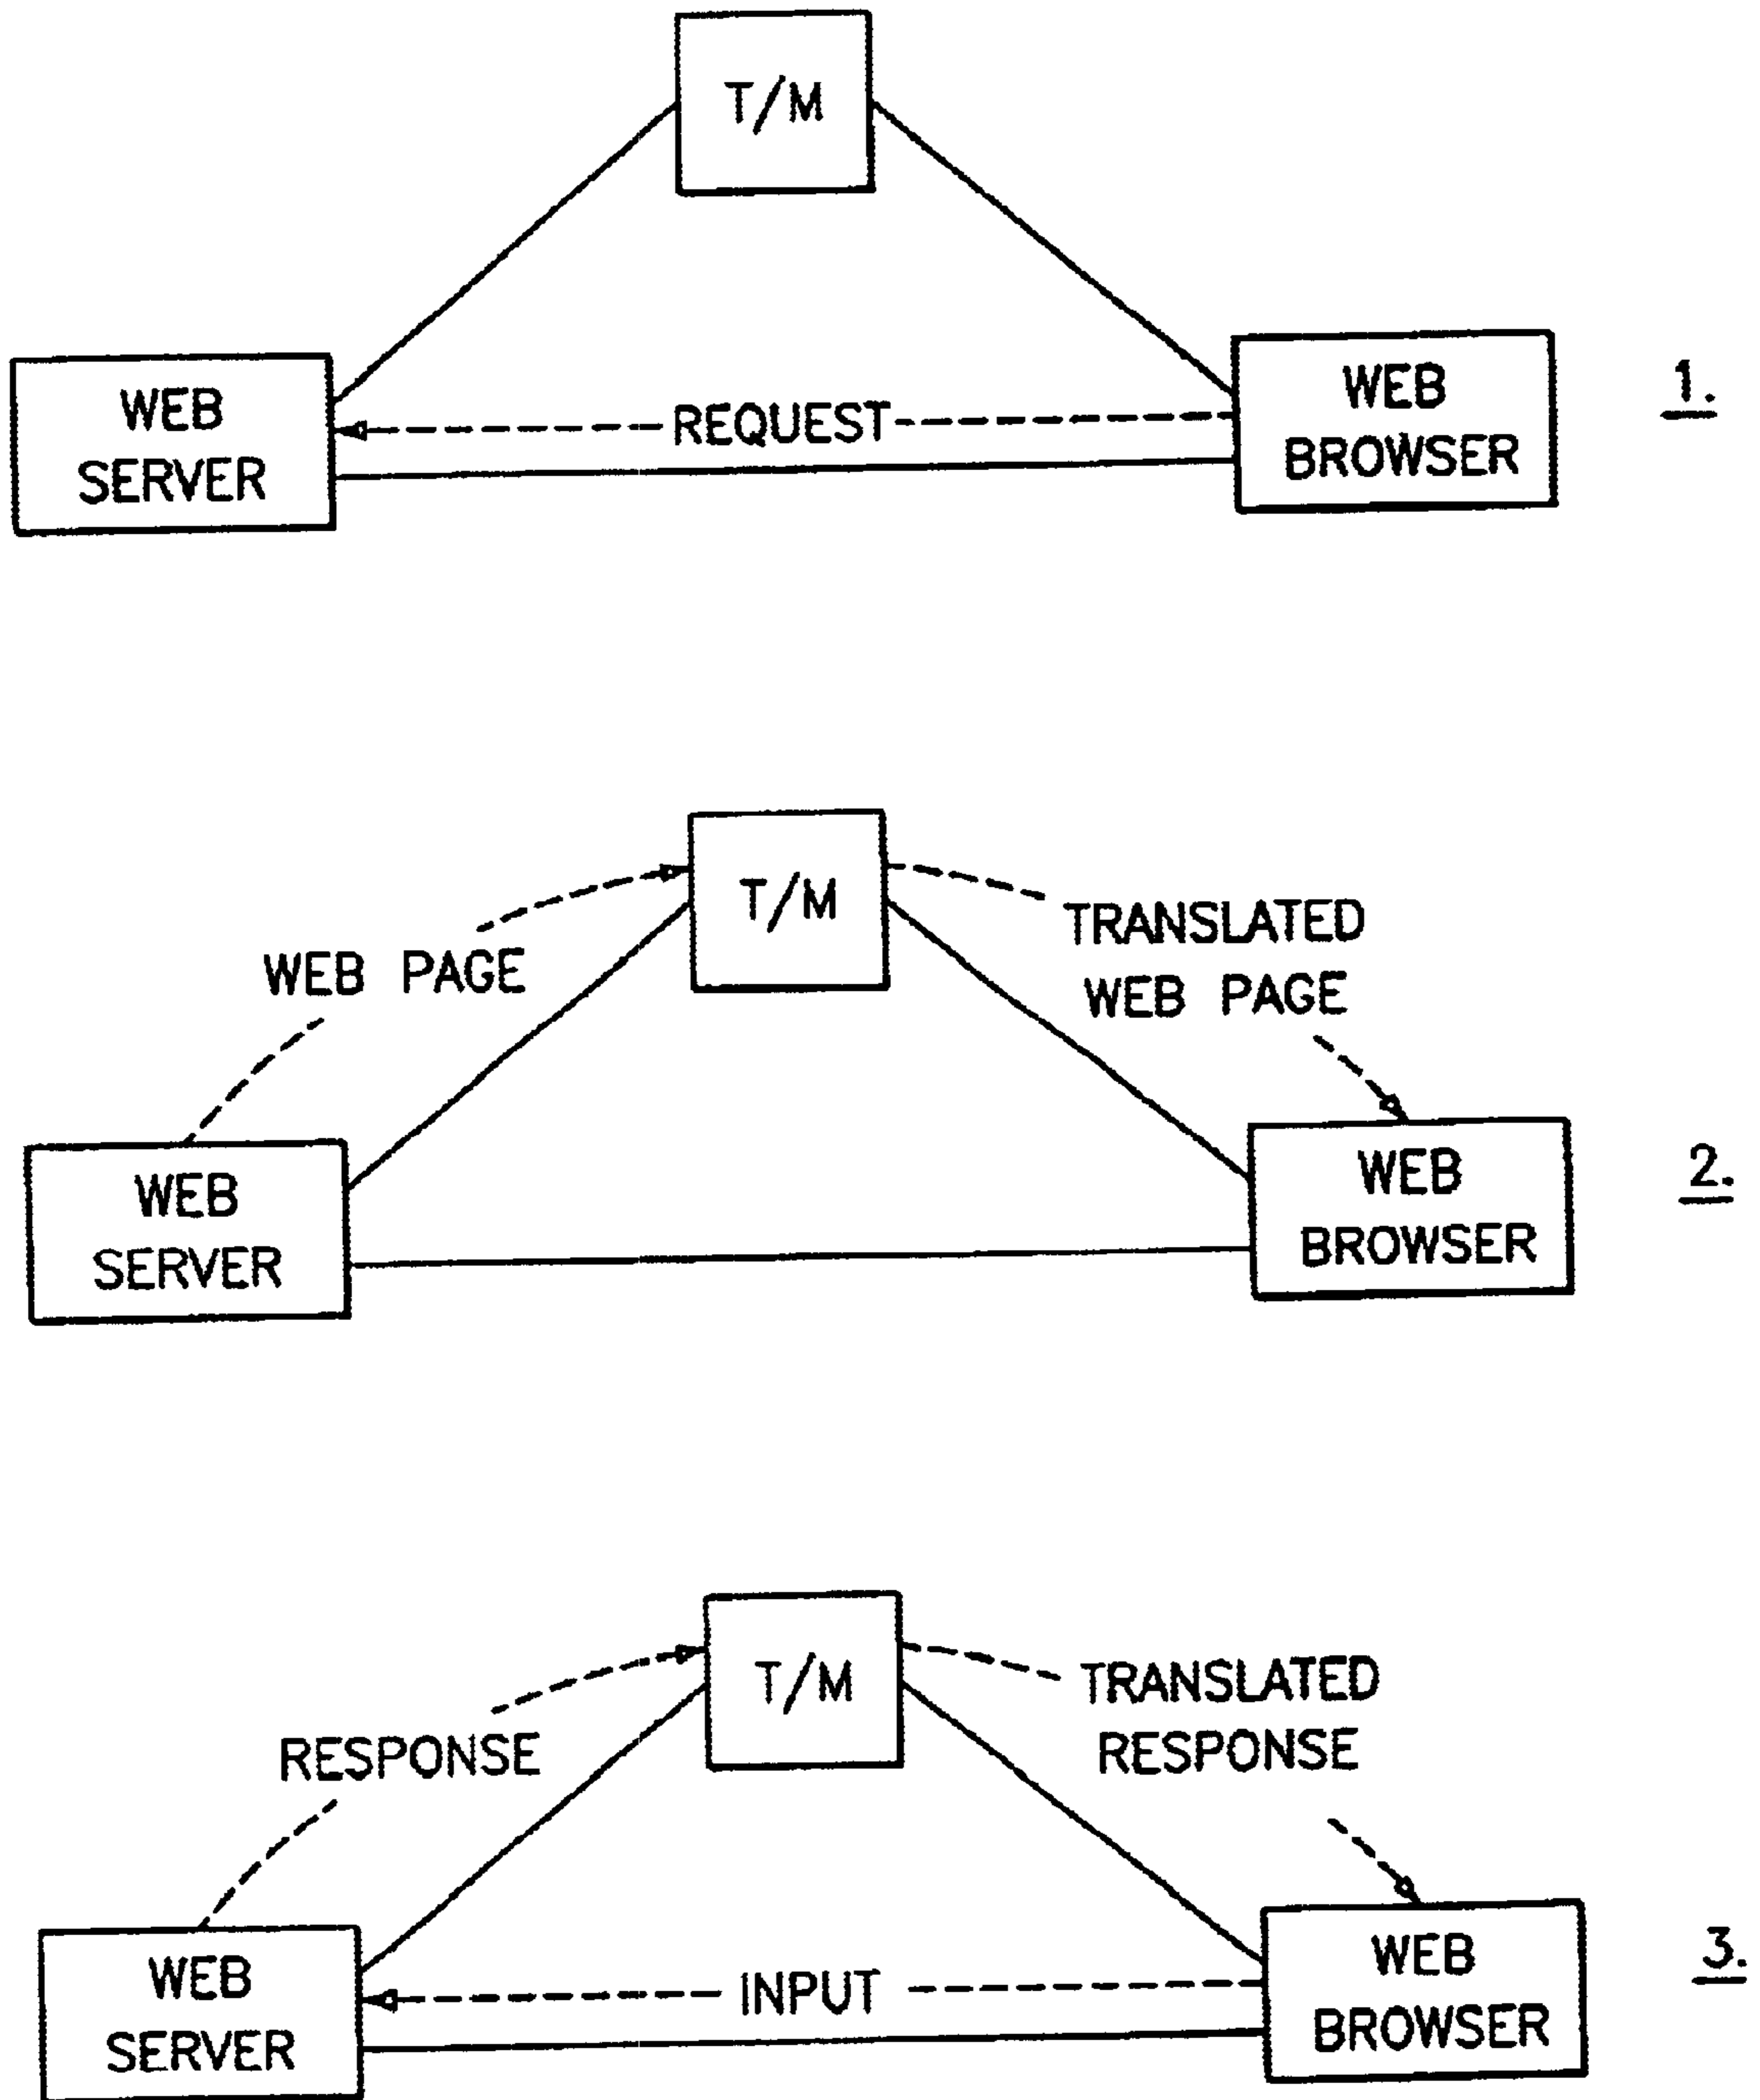 T/M
WEB
SERVER
REQUEST
WEB
BROWSER
1.
T/M
WEB PAGE
TRANSLATED
WEB PAGE
WEB
SERVER
WEB
BROWSER
2.
T/M
RESPONSE
TRANSLATED
RESPONSE
WEB
SERVER
INPUT
WEB
BROWSER
3.